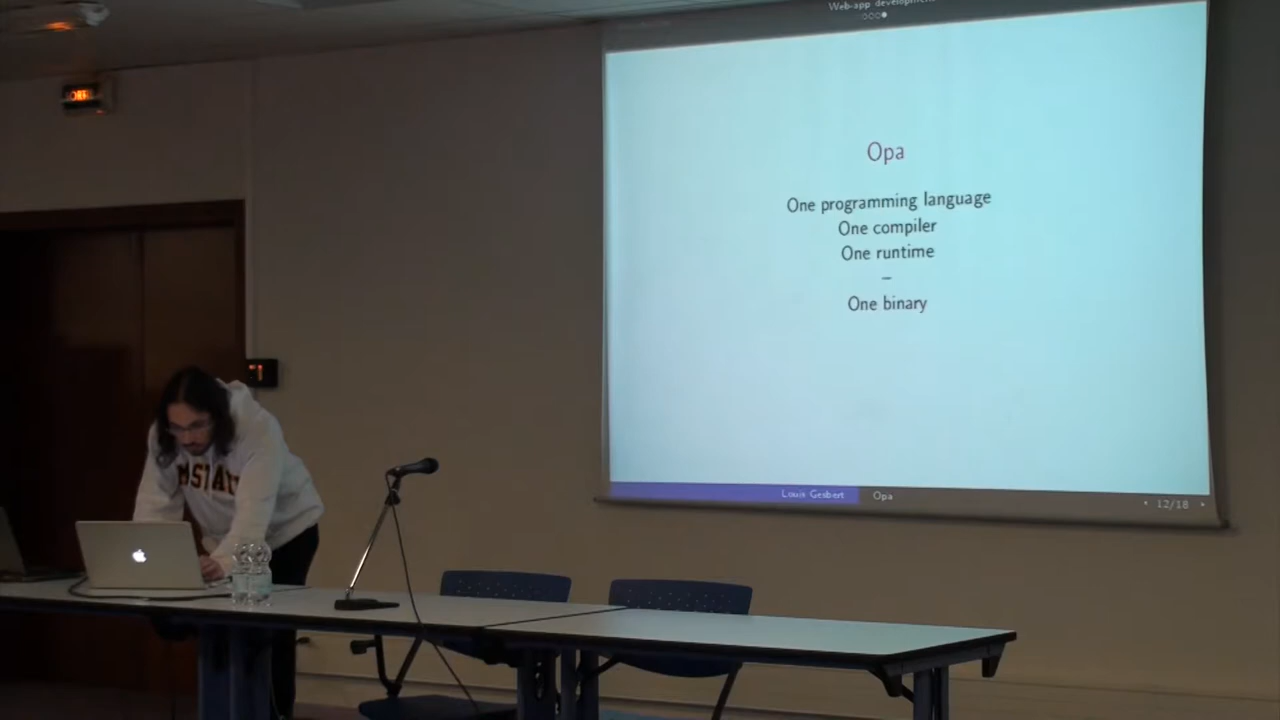 Web-app development
Opa
One programming language
One compiler
One runtime
–
One binary
Louis Gesbert
Opa
12/18